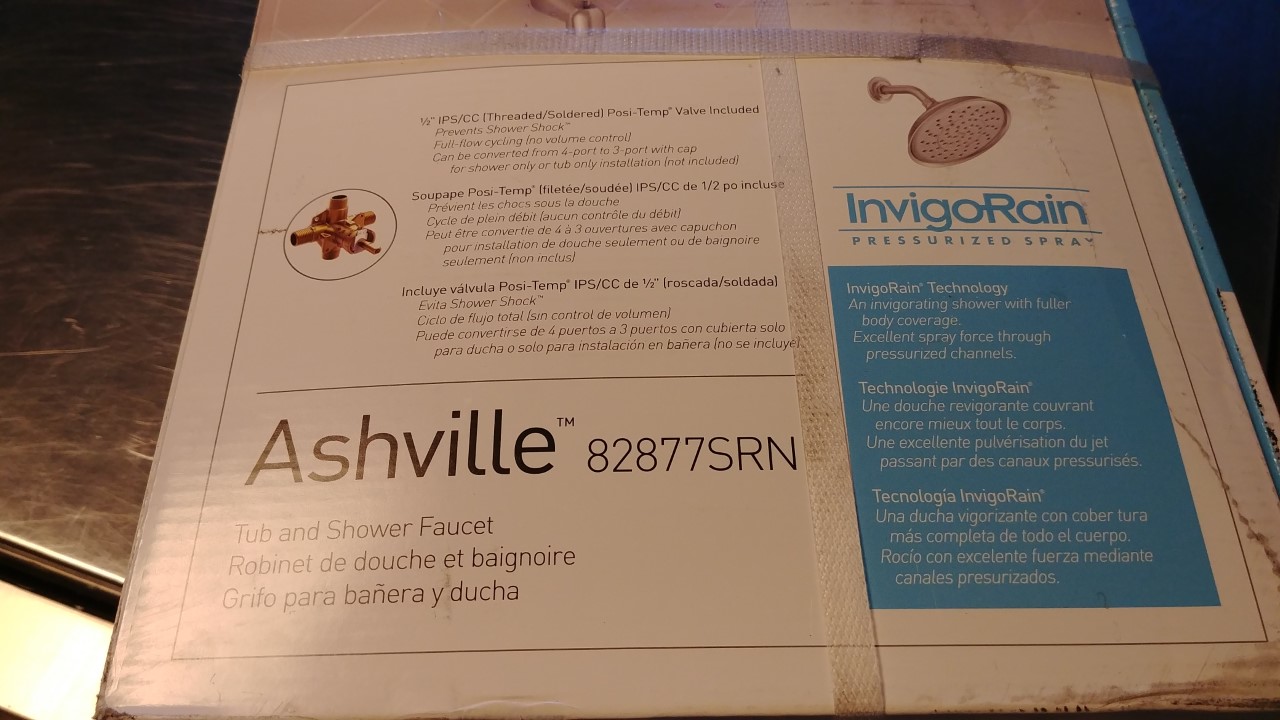 ½" IPS/CC (Threaded/Soldered) Posi-Temp® Valve Included
Prevents Shower Shock™
Full-flow cycling (no volume control)
Can be converted from 4-port to 3-port with cap
for shower only or tub only installation (not included)
Soupape Posi-Temp® (filetée/soudée) IPS/CC de 1/2 po incluse
Prévient les chocs sous la douche
Cycle de plein débit (aucun contrôle du débit)
Peut être convertie de 4 à 3 ouvertures avec capuchon
pour installation de douche seulement ou de baignoire
seulement (non inclus)
Incluye válvula Posi-Temp® IPS/CC de ½" (roscada/soldada)
Evita Shower Shock™
Ciclo de flujo total (sin control de volumen)
Puede convertirse de 4 puertos a 3 puertos con cubierta solo
para ducha o solo para instalación en bañera (no se incluye)
Ashville™ 82877SRN
Tub and Shower Faucet
Robinet de douche et baignoire
Grifo para bañera y ducha
InvigoRain
PRESSURIZED SPRAY
InvigoRain® Technology
An invigorating shower with fuller
body coverage.
Excellent spray force through
pressurized channels.
Technologie InvigoRain®
Une douche revigorante couvrant
encore mieux tout le corps.
Une excellente pulvérisation du jet
passant par des canaux pressurisés.
Tecnología InvigoRain®
Una ducha vigorizante con cober tura
más completa de todo el cuerpo.
Rocío con excelente fuerza mediante
canales presurizados.